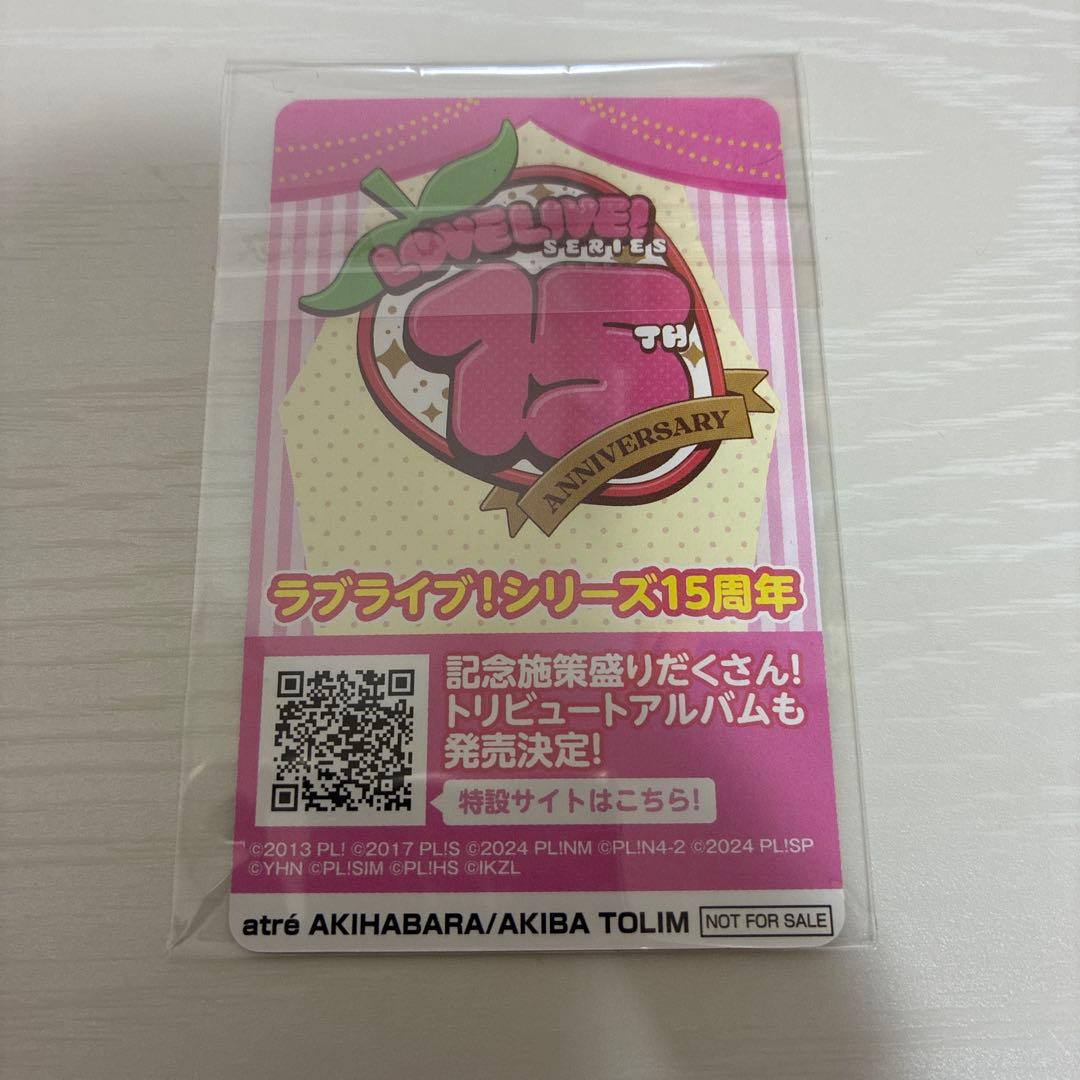 LOVELIVE!
SERIES
15
TH
ANNIVERSARY
ラブライブ!シリーズ15周年
記念施策盛りだくさん!
トリビュートアルバムも
発売決定!
特設サイトはこちら!
©2013 PL! ©2017 PL!S ©2024 PL!NM ©PL!N4-2 ©2024 PL!SP
©YHN ©PL!SIM ©PL!HS ©IKZL
atré AKIHABARA/AKIBA TOLIM NOT FOR SALE